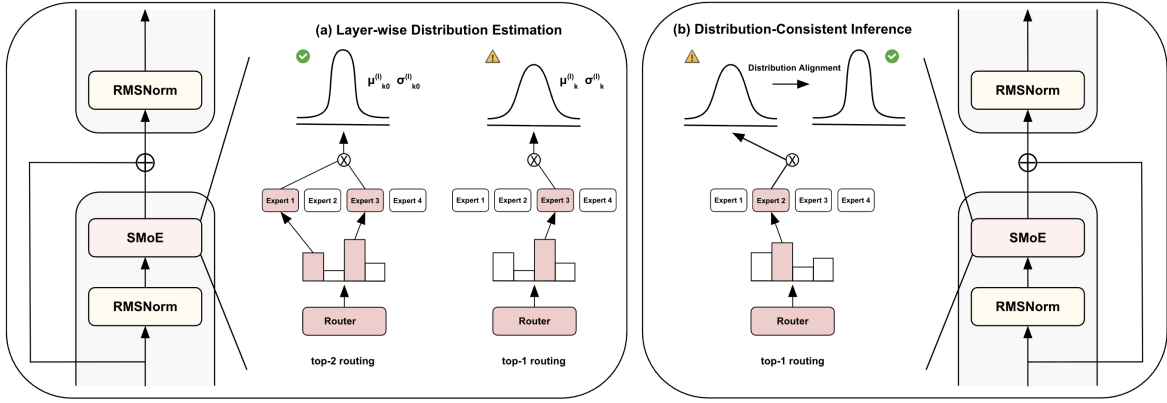 (a) Layer-wise Distribution Estimation
RMSNorm
SMoE
RMSNorm
μ(l)k0 σ(l)k0
Expert 1
Expert 2
Expert 3
Expert 4
Router
top-2 routing
μ(l)k σ(l)k
Expert 1
Expert 2
Expert 3
Expert 4
Router
top-1 routing
(b) Distribution-Consistent Inference
Distribution Alignment
Expert 1
Expert 2
Expert 3
Expert 4
Router
top-1 routing
RMSNorm
SMoE
RMSNorm